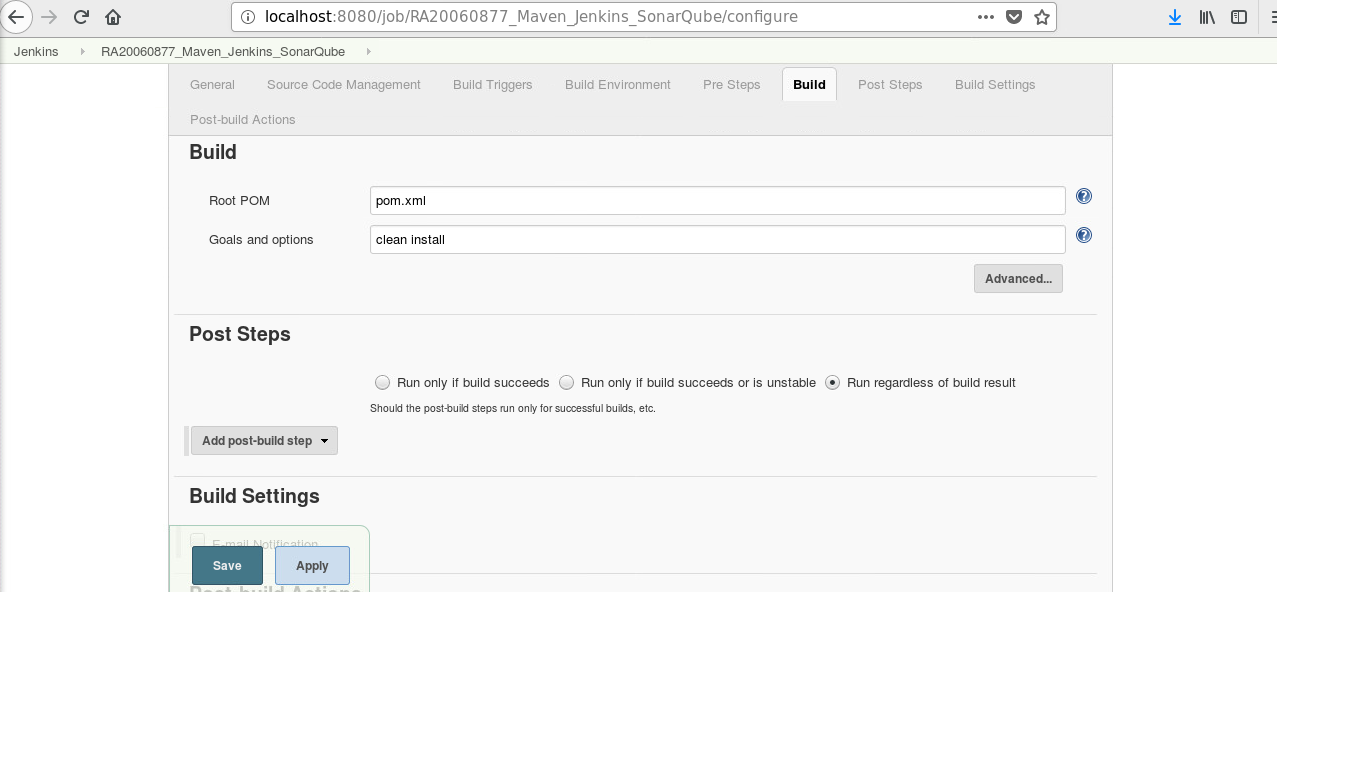 localhost:8080/job/RA20060877_Maven_Jenkins_SonarQube/configure
Jenkins RA20060877_Maven_Jenkins_SonarQube
General Source Code Management Build Triggers Build Environment Pre Steps Build Post Steps Build Settings
Post-build Actions
Build
Root POM pom.xml
Goals and options clean install
Advanced...
Post Steps
Run only if build succeeds Run only if build succeeds or is unstable Run regardless of build result
Should the post-build steps run only for successful builds, etc.
Add post-build step
Build Settings
E-mail Notification
Save Apply
Post-build Actions